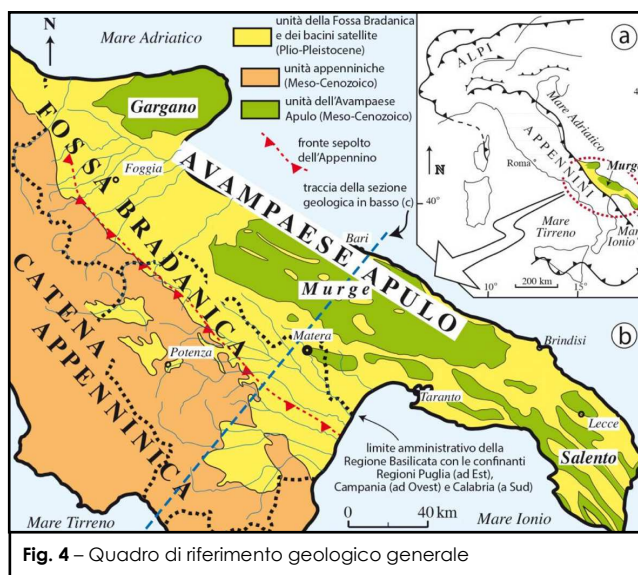 N
Mare Adriatico
unità della Fossa Bradanica
e dei bacini satellite
(Plio-Pleistocene)
unità appenniniche
(Meso-Cenozoico)
unità dell'Avampaese
Apulo (Meso-Cenozoico)
fronte sepolto
dell'Appennino
traccia della sezione
geologica in basso (c)
a
ALPI
Mare Adriatico
APPENNINI
Roma
Murge
N
40°
Mare
Tirreno
Mar
Ionio
200 km
10°
15°
Gargano
Foggia
FOSSA BRADANICA
AVAMPAESE APULO
Bari
Murge
Matera
Potenza
CATENA
APPENNINICA
b
Brindisi
Taranto
Lecce
Salento
limite amministrativo della
Regione Basilicata con le confinanti
Regioni Puglia (ad Est),
Campania (ad Ovest) e Calabria (a Sud)
0
40 km
Mare Tirreno
Mare Ionio
Fig. 4 – Quadro di riferimento geologico generale